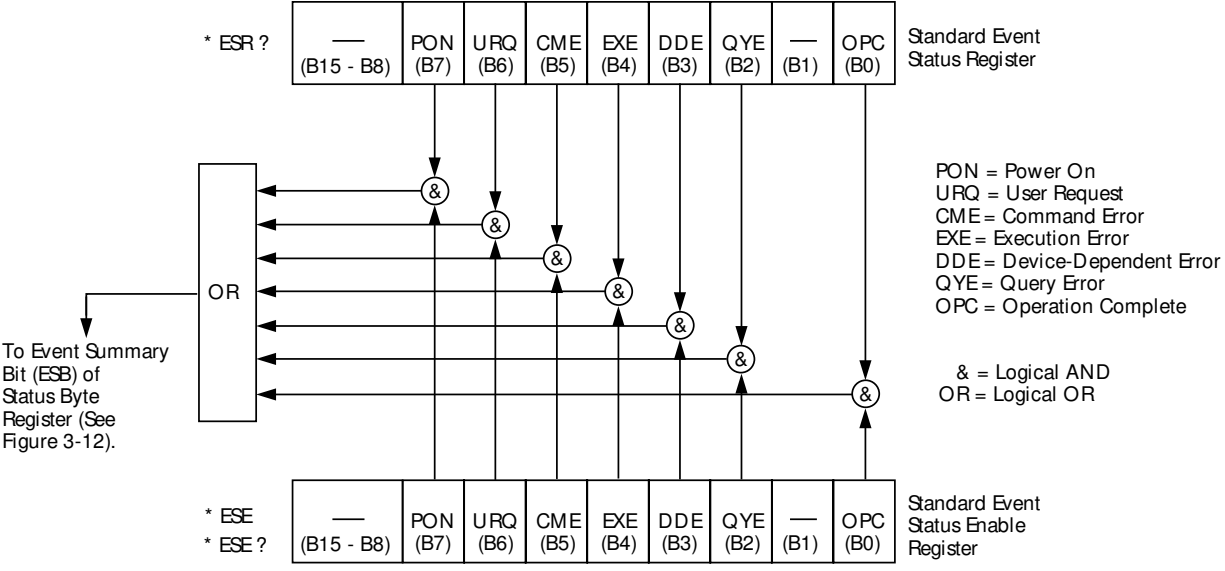 * ESR ?
— PON URQ CME EXE DDE QYE — OPC
(B15 - B8) (B7) (B6) (B5) (B4) (B3) (B2) (B1) (B0)
Standard Event
Status Register
& 
& 
& 
& 
& 
& 
& 
OR
To Event Summary
Bit (ESB) of
Status Byte
Register (See
Figure 3-12).
PON = Power On
URQ = User Request
CME = Command Error
EXE = Execution Error
DDE = Device-Dependent Error
QYE = Query Error
OPC = Operation Complete
& = Logical AND
OR = Logical OR
* ESE
* ESE ?
— PON URQ CME EXE DDE QYE — OPC
(B15 - B8) (B7) (B6) (B5) (B4) (B3) (B2) (B1) (B0)
Standard Event
Status Enable
Register